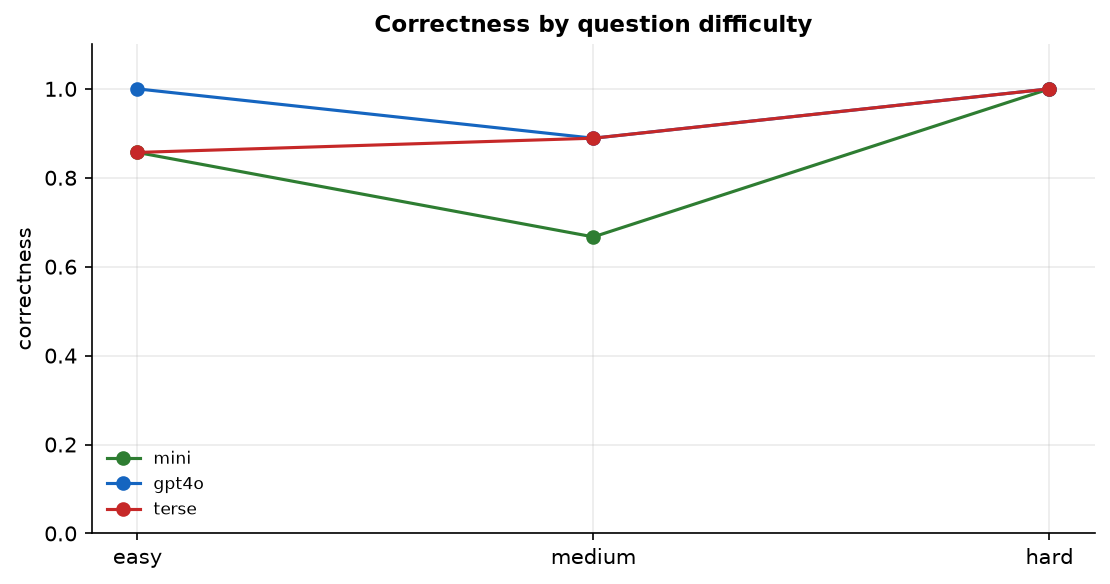 Correctness by question difficulty
correctness
1.0
0.8
0.6
0.4
0.2
0.0
mini
gpt4o
terse
easy
medium
hard